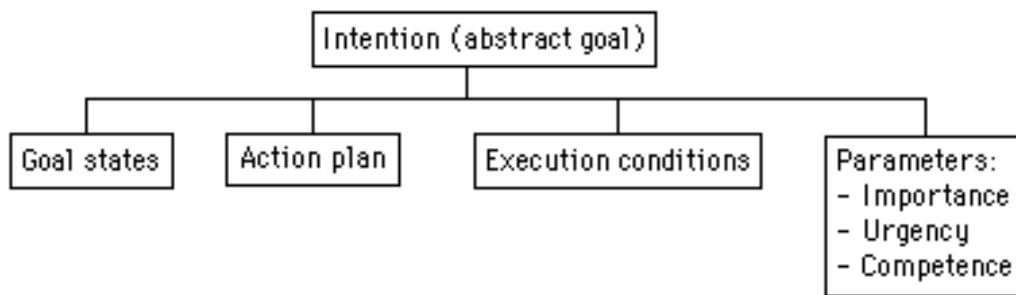 Intention (abstract goal)
Goal states
Action plan
Execution conditions
Parameters:
- Importance
- Urgency
- Competence